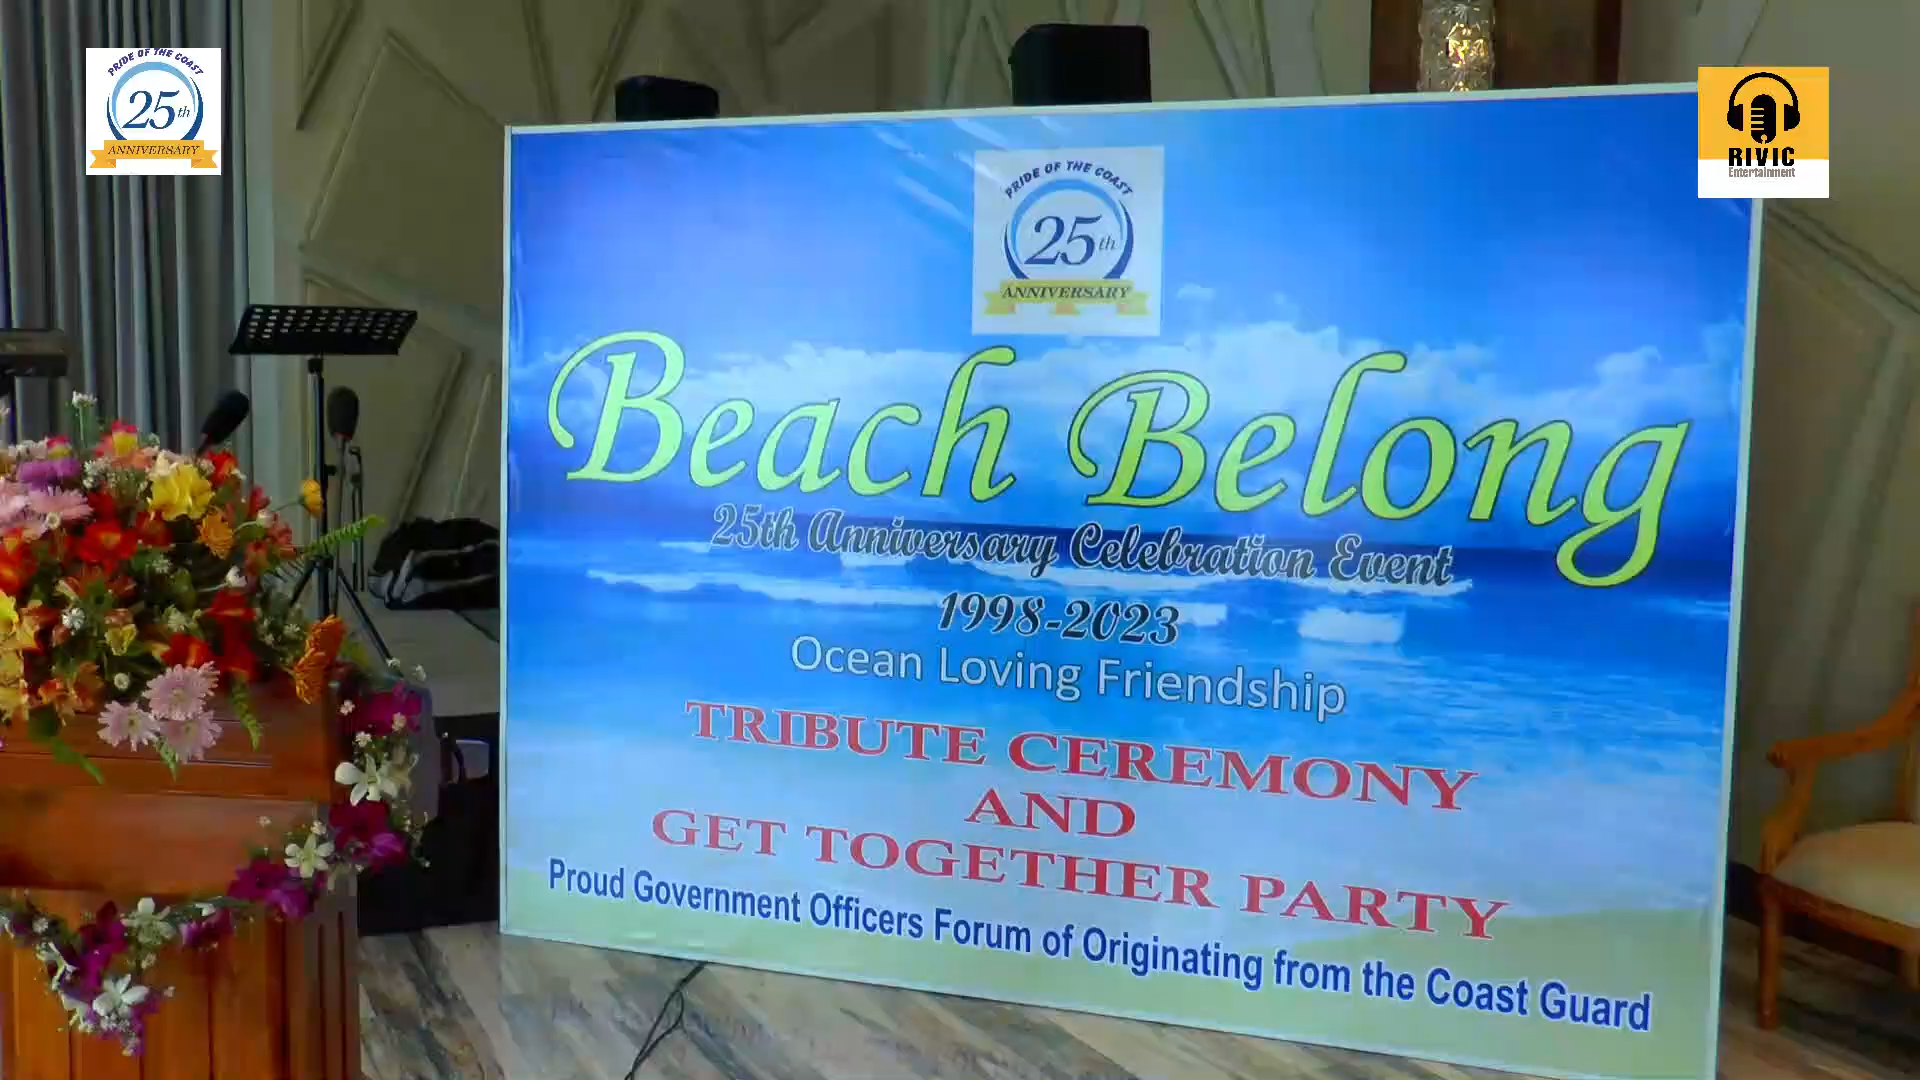 PRIDE OF THE COAST
25th
ANNIVERSARY
RIVIC
Entertainment
PRIDE OF THE COAST
25th
ANNIVERSARY
Beach Belong
25th Anniversary Celebration Event
1998-2023
Ocean Loving Friendship
TRIBUTE CEREMONY
AND
GET TOGETHER PARTY
Proud Government Officers Forum of Originating from the Coast Guard